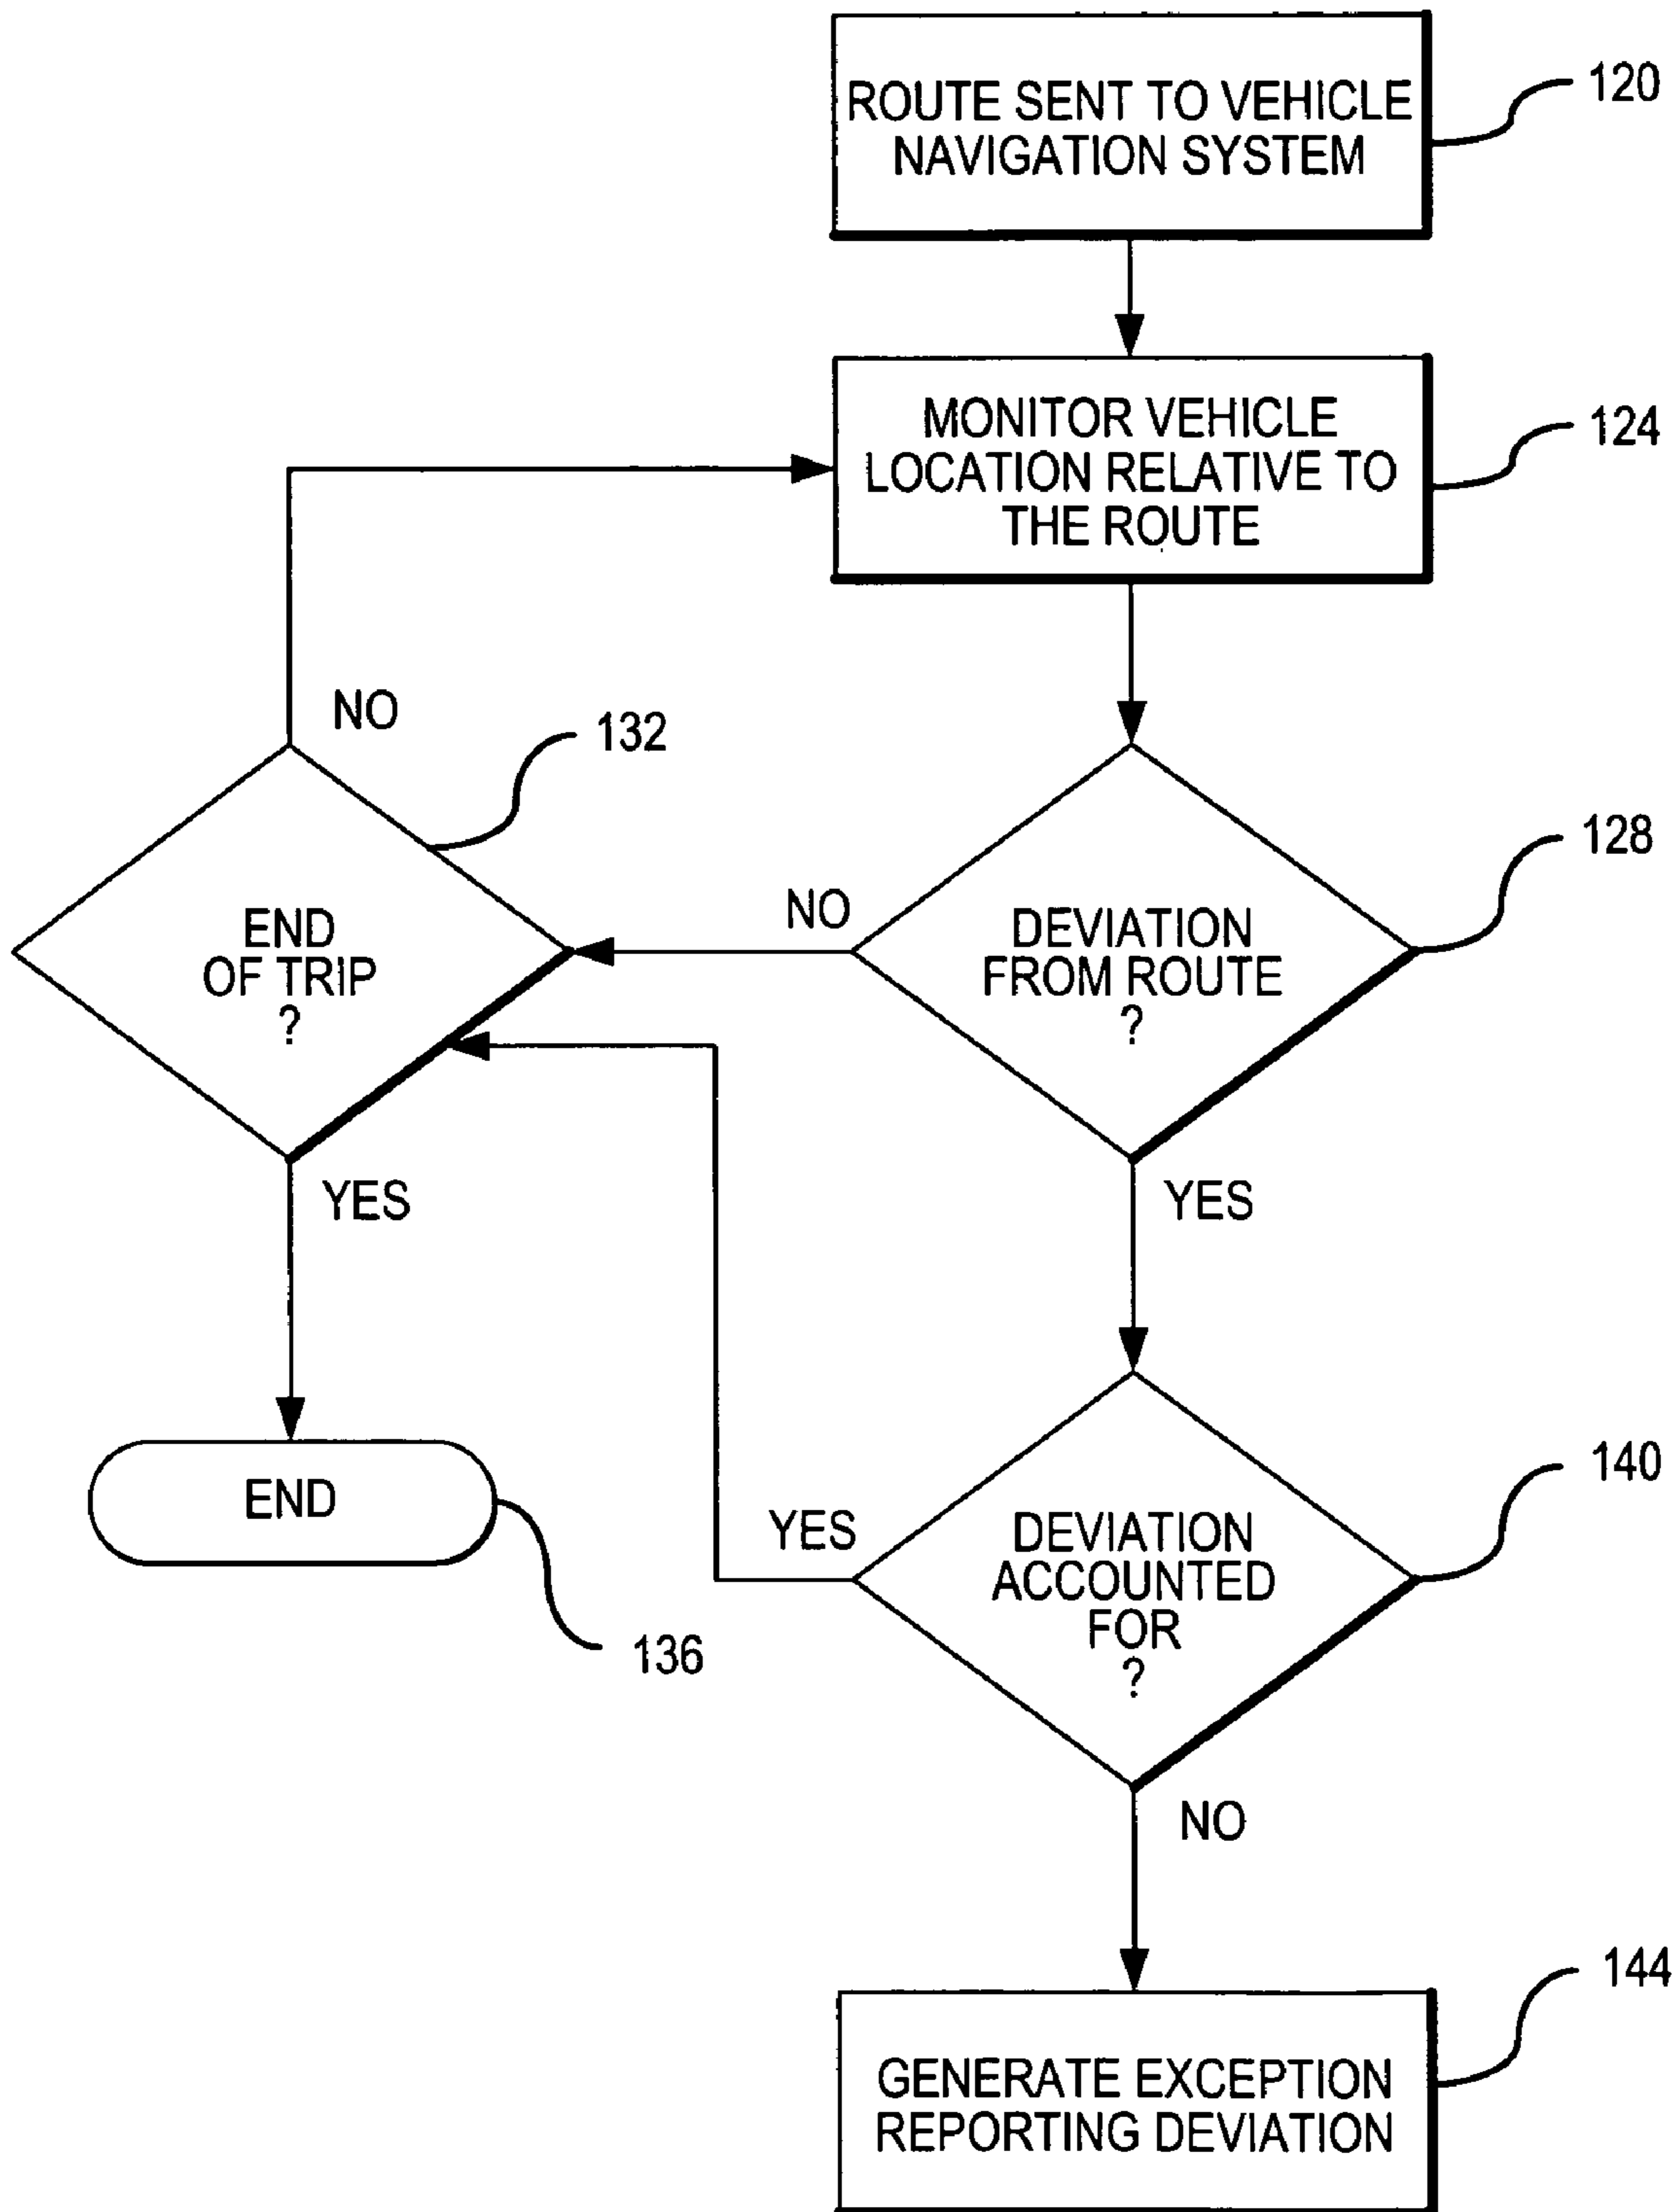 ROUTE SENT TO VEHICLE
NAVIGATION SYSTEM
120
MONITOR VEHICLE
LOCATION RELATIVE TO
THE ROUTE
124
NO
132
128
NO
END
OF TRIP
?
DEVIATION
FROM ROUTE
?
YES
YES
END
136
YES
DEVIATION
ACCOUNTED
FOR
?
140
NO
144
GENERATE EXCEPTION
REPORTING DEVIATION